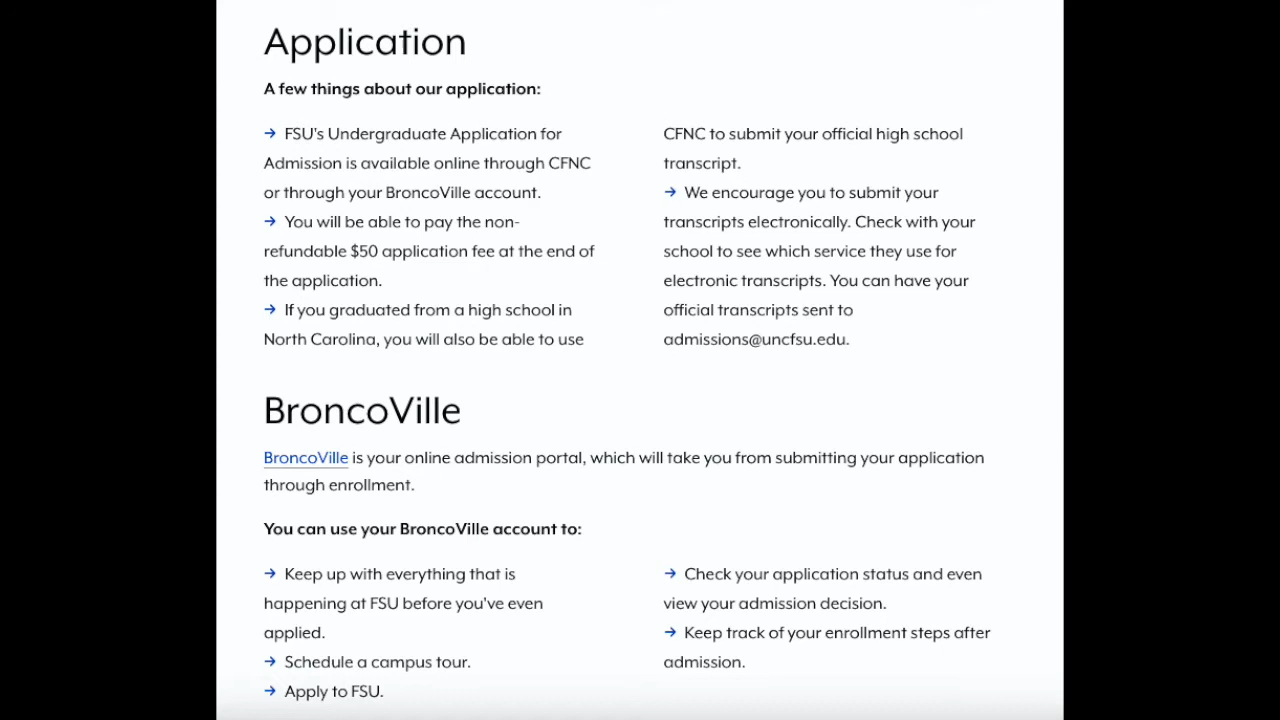 Application
A few things about our application:
→ FSU's Undergraduate Application for
Admission is available online through CFNC
or through your BroncoVille account.
→ You will be able to pay the non-
refundable $50 application fee at the end of
the application.
→ If you graduated from a high school in
North Carolina, you will also be able to use
CFNC to submit your official high school
transcript.
→ We encourage you to submit your
transcripts electronically. Check with your
school to see which service they use for
electronic transcripts. You can have your
official transcripts sent to
admissions@uncfsu.edu.
BroncoVille
BroncoVille is your online admission portal, which will take you from submitting your application
through enrollment.
You can use your BroncoVille account to:
→ Keep up with everything that is
happening at FSU before you've even
applied.
→ Schedule a campus tour.
→ Apply to FSU.
→ Check your application status and even
view your admission decision.
→ Keep track of your enrollment steps after
admission.